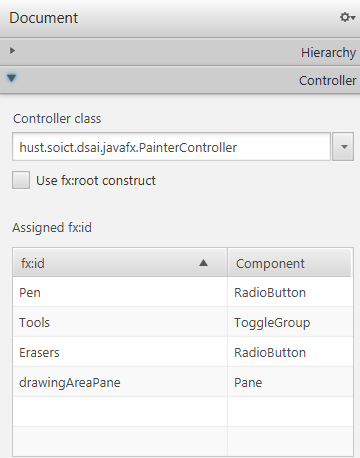 Document
Hierarchy
Controller
Controller class
hust.soict.dsai.javafx.PainterController
Use fx:root construct
Assigned fx:id
fx:id Component
Pen RadioButton
Tools ToggleGroup
Erasers RadioButton
drawingAreaPane Pane